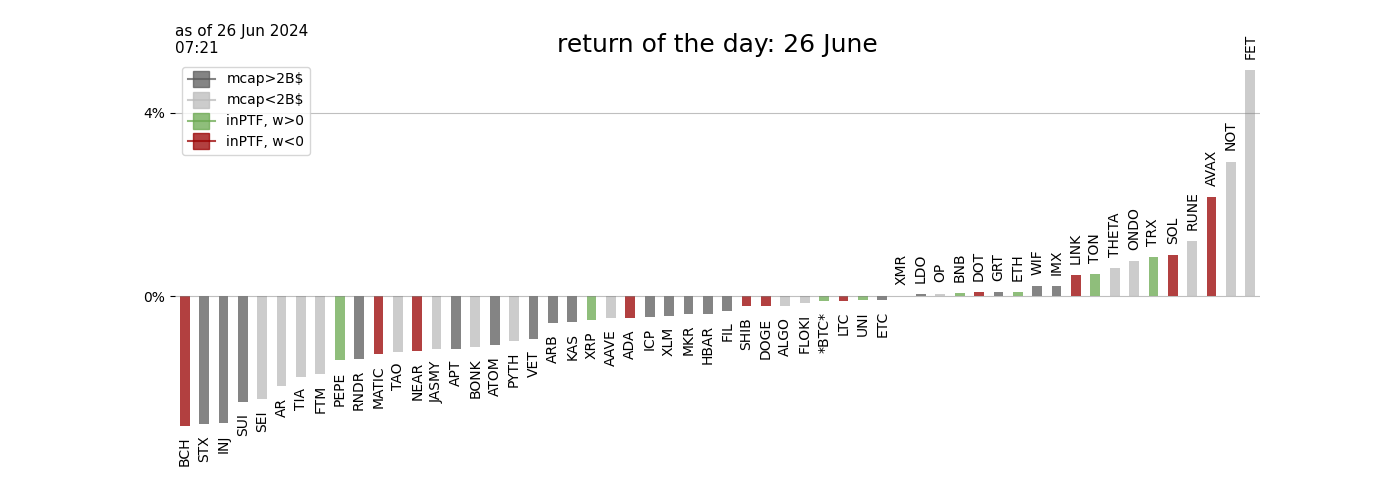 as of 26 Jun 2024
07:21
return of the day: 26 June
mcap>2B$
mcap<2B$
inPTF, w>0
inPTF, w<0
4%
0%
BCH
STX
INJ
SUI
SEI
AR
TIA
FTM
PEPE
RNDR
MATIC
TAO
NEAR
JASMY
APT
BONK
ATOM
PYTH
VET
ARB
KAS
XRP
AAVE
ADA
ICP
XLM
MKR
HBAR
FIL
SHIB
DOGE
ALGO
FLOKI
*BTC*
LTC
UNI
ETC
XMR
LDO
OP
BNB
DOT
GRT
ETH
WIF
IMX
LINK
TON
THETA
ONDO
TRX
SOL
RUNE
AVAX
NOT
FET